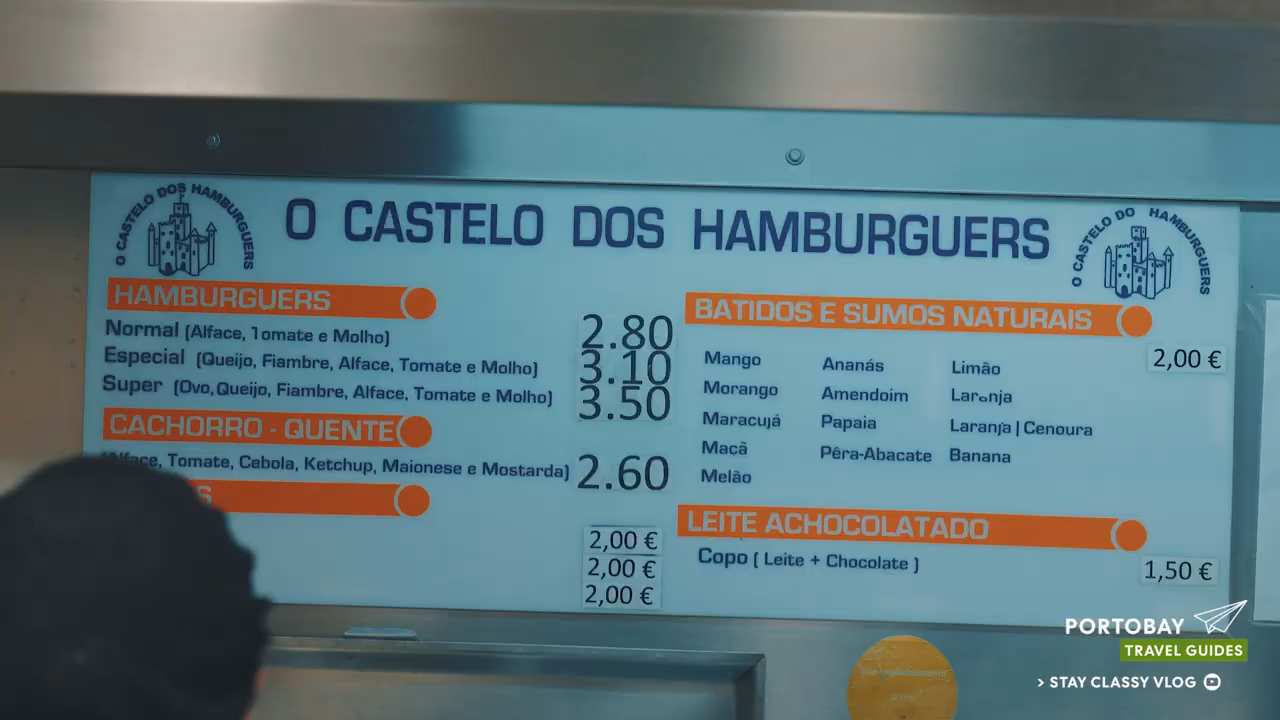 O CASTELO DOS HAMBURGUERS
O CASTELO DOS HAMBURGUERS
O CASTELO DO HAMBURGUERS
HAMBURGUERS
Normal (Alface, Tomate e Molho) 2.80
Especial (Queijo, Fiambre, Alface, Tomate e Molho) 3.10
Super (Ovo, Queijo, Fiambre, Alface, Tomate e Molho) 3.50
CACHORRO - QUENTE
(Alface, Tomate, Cebola, Ketchup, Maionese e Mostarda) 2.60
2,00 €
2,00 €
2,00 €
BATIDOS E SUMOS NATURAIS
2,00 €
Mango Ananás Limão
Morango Amendoim Laranja
Maracujá Papaia Laranja | Cenoura
Maçã Pêra-Abacate Banana
Melão
LEITE ACHOCOLATADO
Copo ( Leite + Chocolate ) 1,50 €
PORTOBAY
TRAVEL GUIDES
> STAY CLASSY VLOG